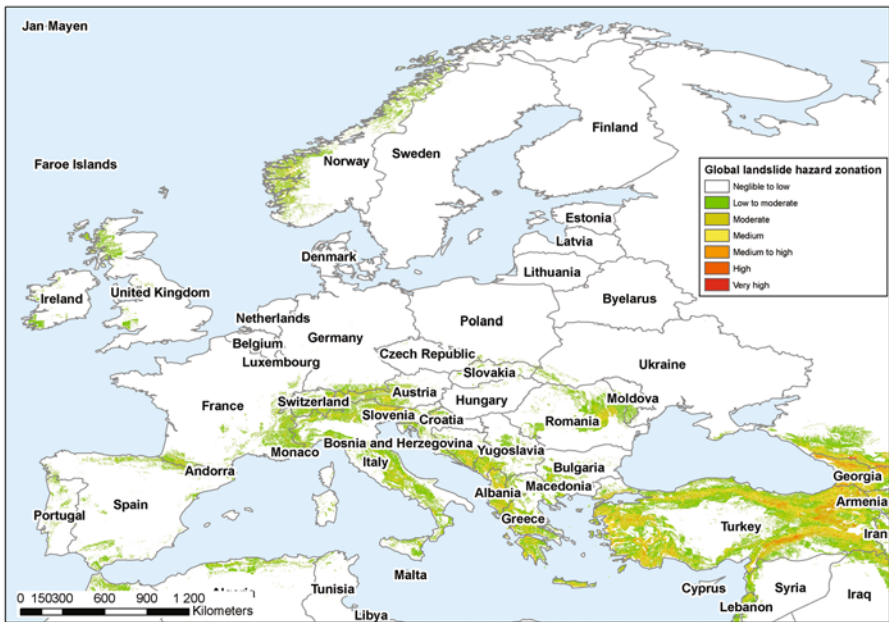 Jan Mayen
Finland
Norway
Sweden
Faroe Islands
Global landslide hazard zonation
Neglible to low
Low to moderate
Moderate
Medium
Medium to high
High
Very high
Estonia
Latvia
Denmark
Lithuania
United Kingdom
Ireland
Byelarus
Netherlands
Poland
Germany
Belgium
Czech Republic
Luxembourg
Ukraine
Slovakia
Austria
Switzerland
Hungary
Moldova
France
Slovenia
Croatia
Romania
Bosnia and Herzegovina
Monaco
Yugoslavia
Italy
Andorra
Bulgaria
Georgia
Macedonia
Albania
Armenia
Spain
Portugal
Greece
Turkey
Iran
Tunisia
Malta
Cyprus
Syria
Iraq
Lebanon
Libya
0 150300 600 900 1 200
Kilometers